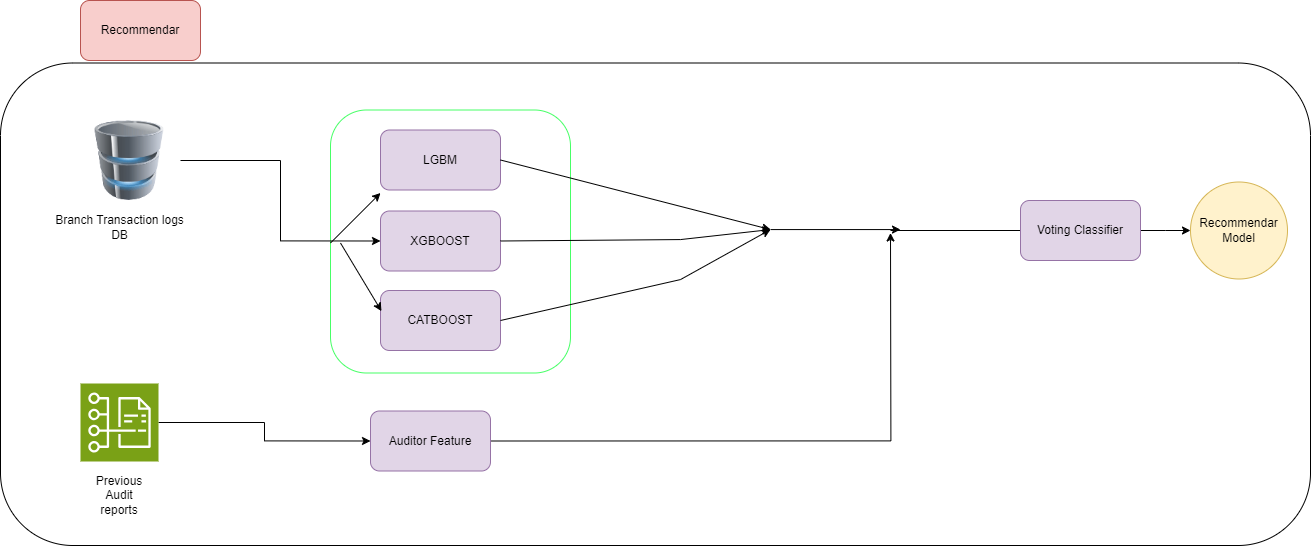 Recommendar
Branch Transaction logs
DB
LGBM
XGBOOST
CATBOOST
Voting Classifier
Recommendar
Model
Previous
Audit
reports
Auditor Feature